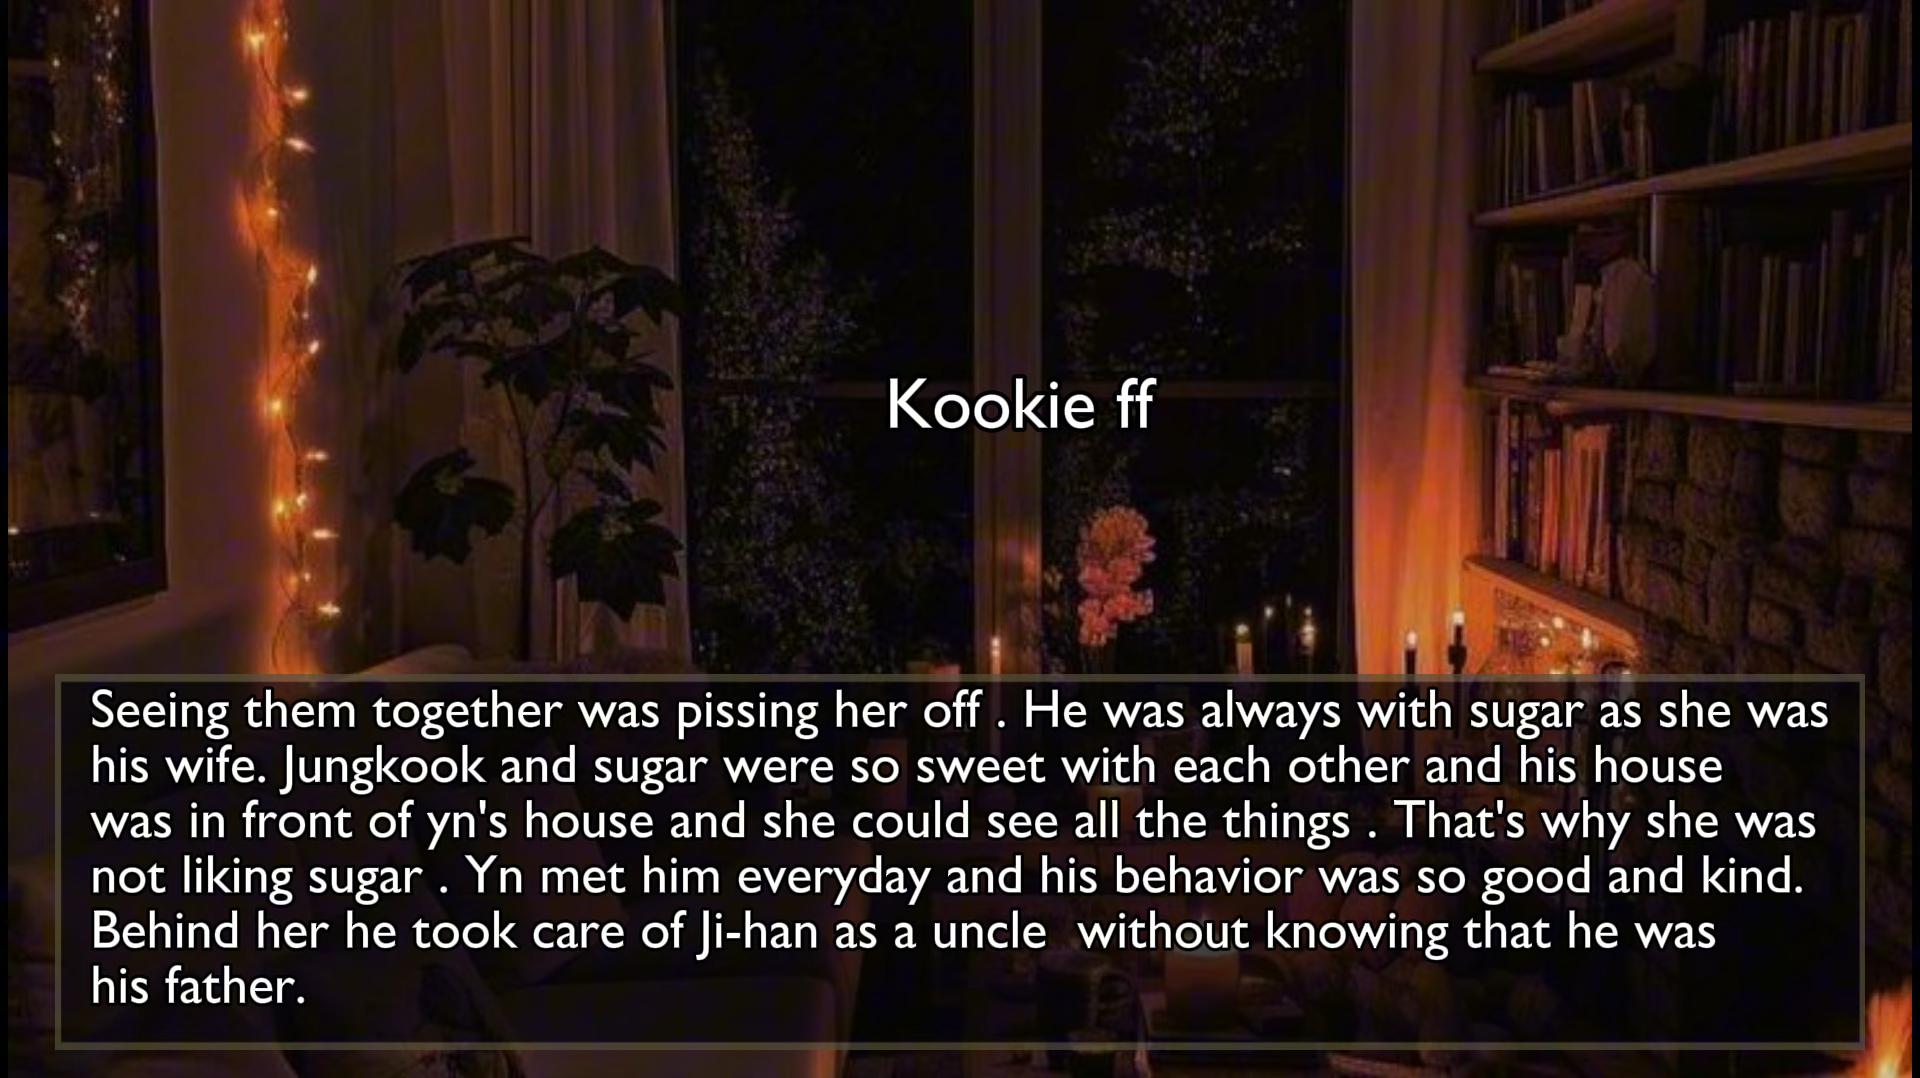 Kookie ff
Seeing them together was pissing her off . He was always with sugar as she was
his wife. Jungkook and sugar were so sweet with each other and his house
was in front of yn's house and she could see all the things . That's why she was
not liking sugar . Yn met him everyday and his behavior was so good and kind.
Behind her he took care of Ji-han as a uncle  without knowing that he was
his father.